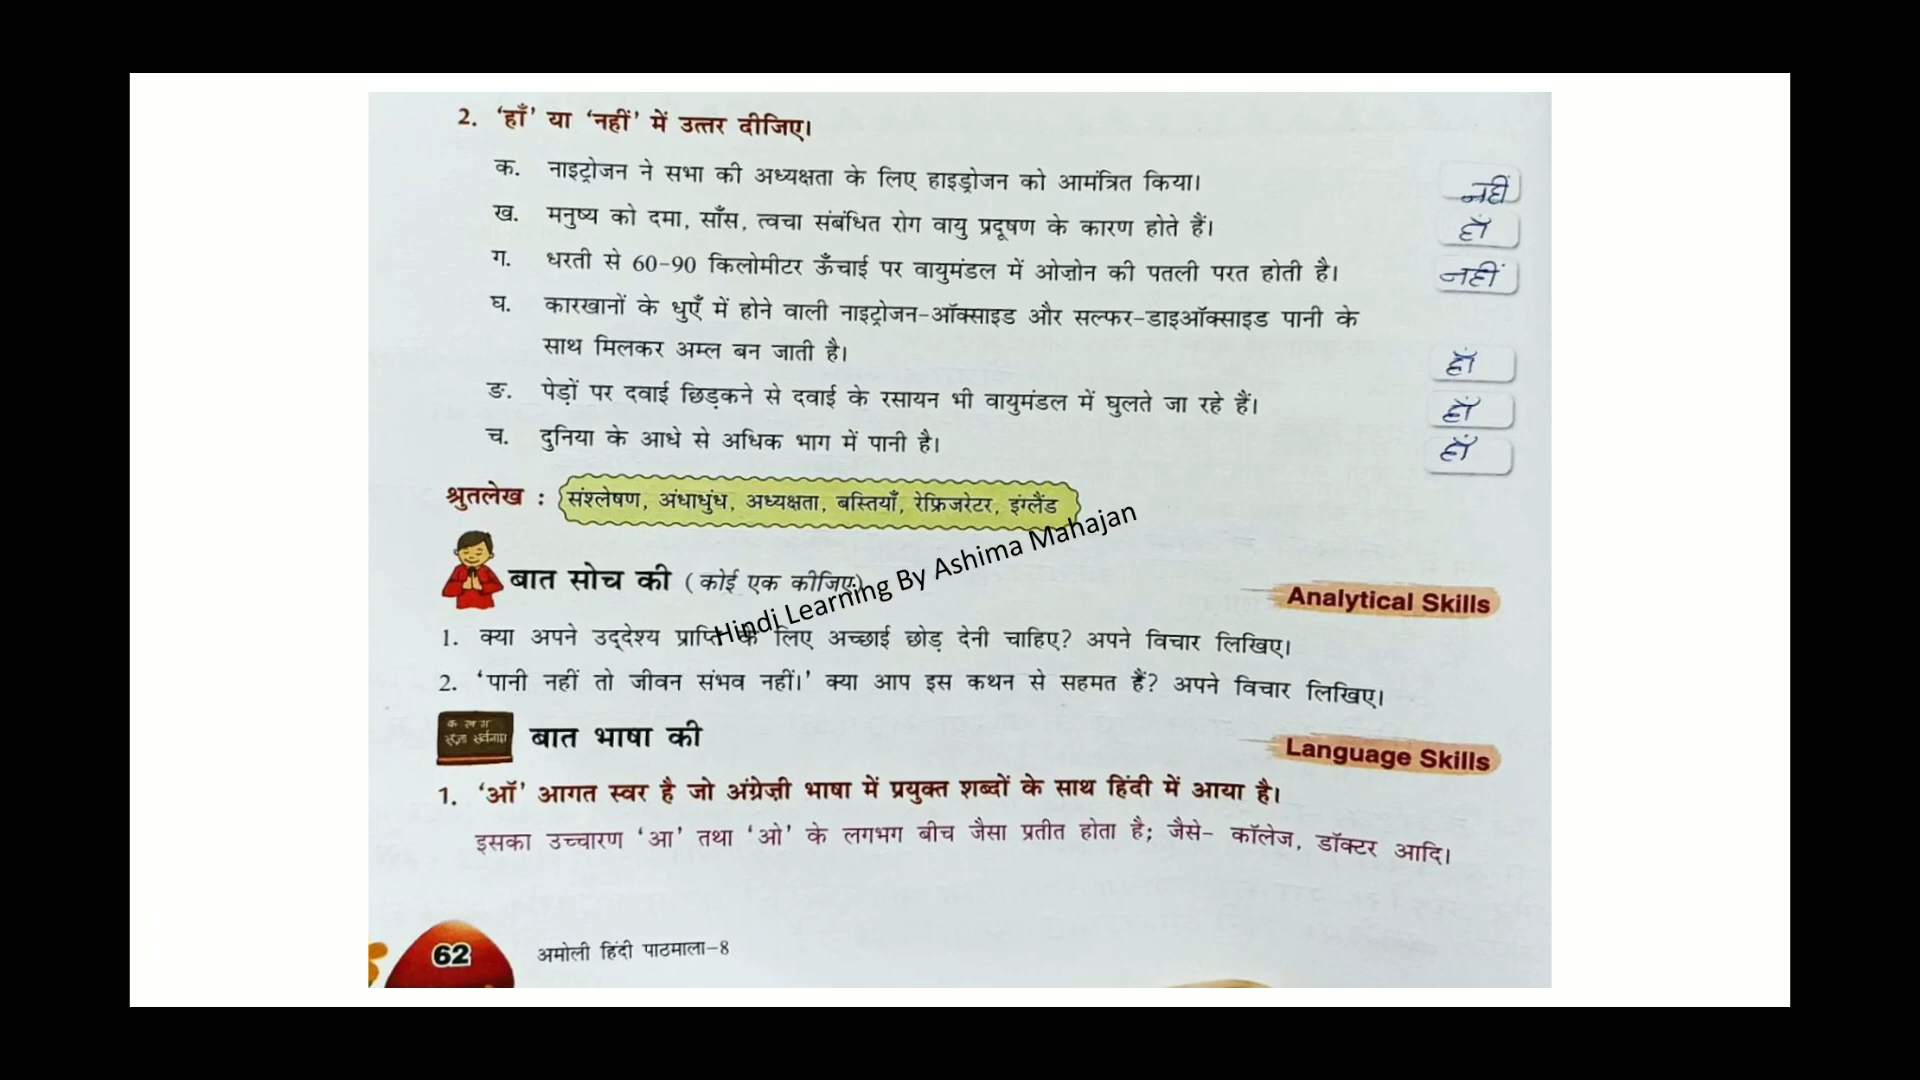 2. ‘हाँ’ या ‘नहीं’ में उत्तर दीजिए।
क. नाइट्रोजन ने सभा की अध्यक्षता के लिए हाइड्रोजन को आमंत्रित किया। नहीं
ख. मनुष्य को दमा, साँस, त्वचा संबंधित रोग वायु प्रदूषण के कारण होते हैं। हाँ
ग. धरती से 60-90 किलोमीटर ऊँचाई पर वायुमंडल में ओज़ोन की पतली परत होती है। नहीं
घ. कारखानों के धुएँ में होने वाली नाइट्रोजन-ऑक्साइड और सल्फर-डाइऑक्साइड पानी के
साथ मिलकर अम्ल बन जाती है। हाँ
ङ. पेड़ों पर दवाई छिड़कने से दवाई के रसायन भी वायुमंडल में घुलते जा रहे हैं। हाँ
च. दुनिया के आधे से अधिक भाग में पानी है। हाँ
श्रुतलेख : संश्लेषण, अंधाधुंध, अध्यक्षता, बस्तियाँ, रेफ्रिजरेटर, इंग्लैंड
Hindi Learning By Ashima Mahajan
बात सोच की (कोई एक कीजिए) Analytical Skills
1. क्या अपने उद्देश्य प्राप्ति के लिए अच्छाई छोड़ देनी चाहिए? अपने विचार लिखिए।
2. ‘पानी नहीं तो जीवन संभव नहीं।’ क्या आप इस कथन से सहमत हैं? अपने विचार लिखिए।
क ख ग
संज्ञा सर्वनाम
बात भाषा की Language Skills
1. ‘ऑ’ आगत स्वर है जो अंग्रेज़ी भाषा में प्रयुक्त शब्दों के साथ हिंदी में आया है।
इसका उच्चारण ‘आ’ तथा ‘ओ’ के लगभग बीच जैसा प्रतीत होता है; जैसे- कॉलेज, डॉक्टर आदि।
62 अमोली हिंदी पाठमाला-8